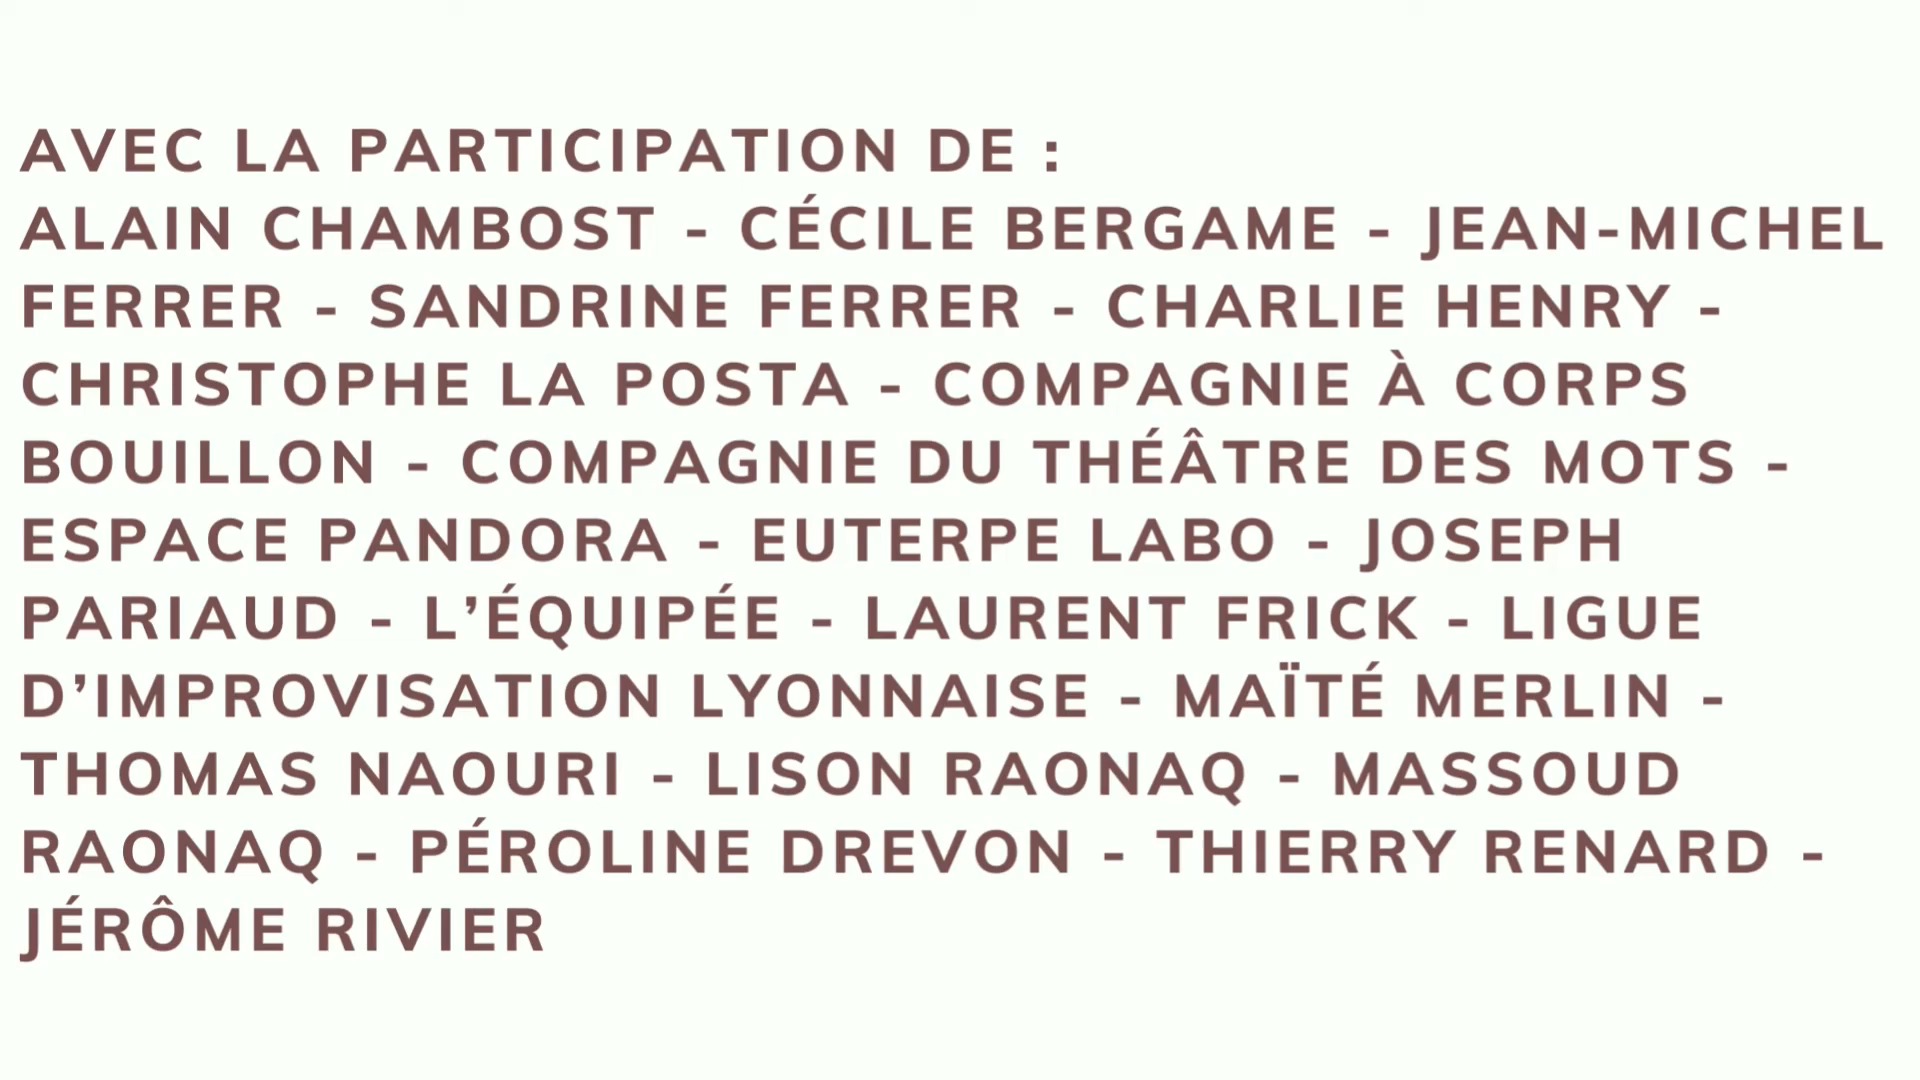 AVEC LA PARTICIPATION DE :
ALAIN CHAMBOST - CÉCILE BERGAME - JEAN-MICHEL
FERRER - SANDRINE FERRER - CHARLIE HENRY -
CHRISTOPHE LA POSTA - COMPAGNIE À CORPS
BOUILLON - COMPAGNIE DU THÉÂTRE DES MOTS -
ESPACE PANDORA - EUTERPE LABO - JOSEPH
PARIAUD - L’ÉQUIPÉE - LAURENT FRICK - LIGUE
D’IMPROVISATION LYONNAISE - MAÏTÉ MERLIN -
THOMAS NAOURI - LISON RAONAQ - MASSOUD
RAONAQ - PÉROLINE DREVON - THIERRY RENARD -
JÉRÔME RIVIER